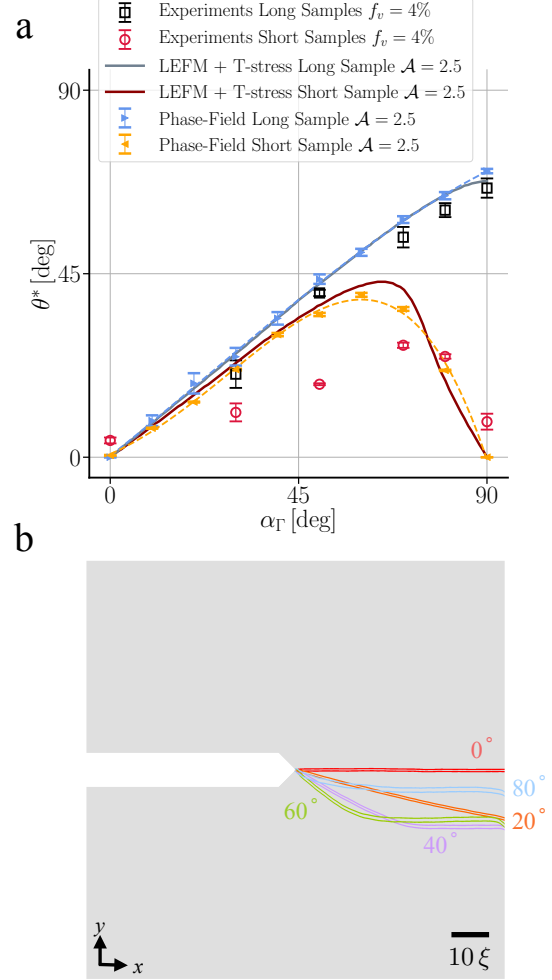 a
Experiments Long Samples f_v = 4%
Experiments Short Samples f_v = 4%
LEFM + T-stress Long Sample 𝒜 = 2.5
LEFM + T-stress Short Sample 𝒜 = 2.5
Phase-Field Long Sample 𝒜 = 2.5
Phase-Field Short Sample 𝒜 = 2.5
90
45
0
θ* [deg]
0 45 90
α_Γ [deg]
b
0°
80°
60°
20°
40°
y
x
10 ξ